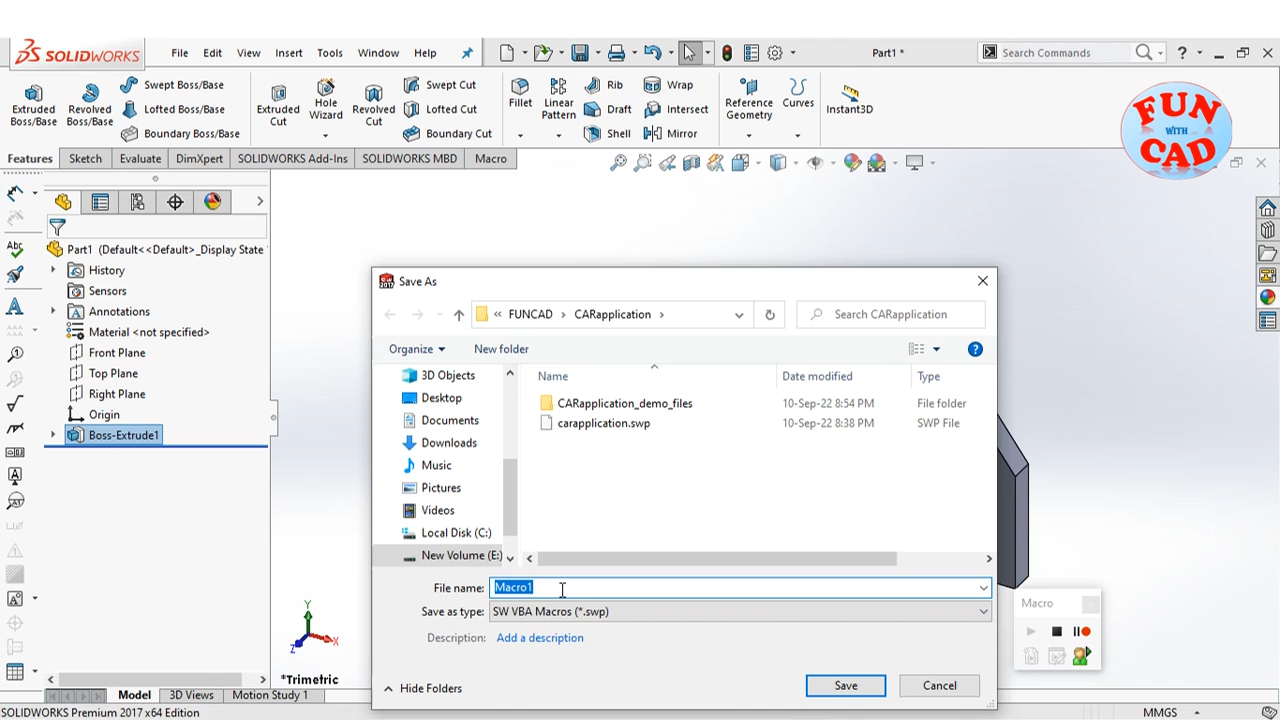 SOLIDWORKS File Edit View Insert Tools Window Help Part1 * Search Commands ?
Extruded Boss/Base Revolved Boss/Base Swept Boss/Base Lofted Boss/Base Boundary Boss/Base Extruded Cut Hole Wizard Revolved Cut Swept Cut Lofted Cut Boundary Cut Fillet Linear Pattern Rib Draft Shell Wrap Intersect Mirror Reference Geometry Curves Instant3D
FUN
WITH
CAD
Features Sketch Evaluate DimXpert SOLIDWORKS Add-Ins SOLIDWORKS MBD Macro
Part1 (Default<<Default>_Display State
History
Sensors
Annotations
Material <not specified>
Front Plane
Top Plane
Right Plane
Origin
Boss-Extrude1
Save As
« FUNCAD › CARapplication › Search CARapplication
Organize New folder
3D Objects
Desktop
Documents
Downloads
Music
Pictures
Videos
Local Disk (C:)
New Volume (E:)
Name Date modified Type
CARapplication_demo_files 10-Sep-22 8:54 PM File folder
carapplication.swp 10-Sep-22 8:38 PM SWP File
File name: Macro1
Save as type: SW VBA Macros (*.swp)
Description: Add a description
Hide Folders Save Cancel
Macro
Y
X
Z
*Trimetric
Model 3D Views Motion Study 1
SOLIDWORKS Premium 2017 x64 Edition MMGS